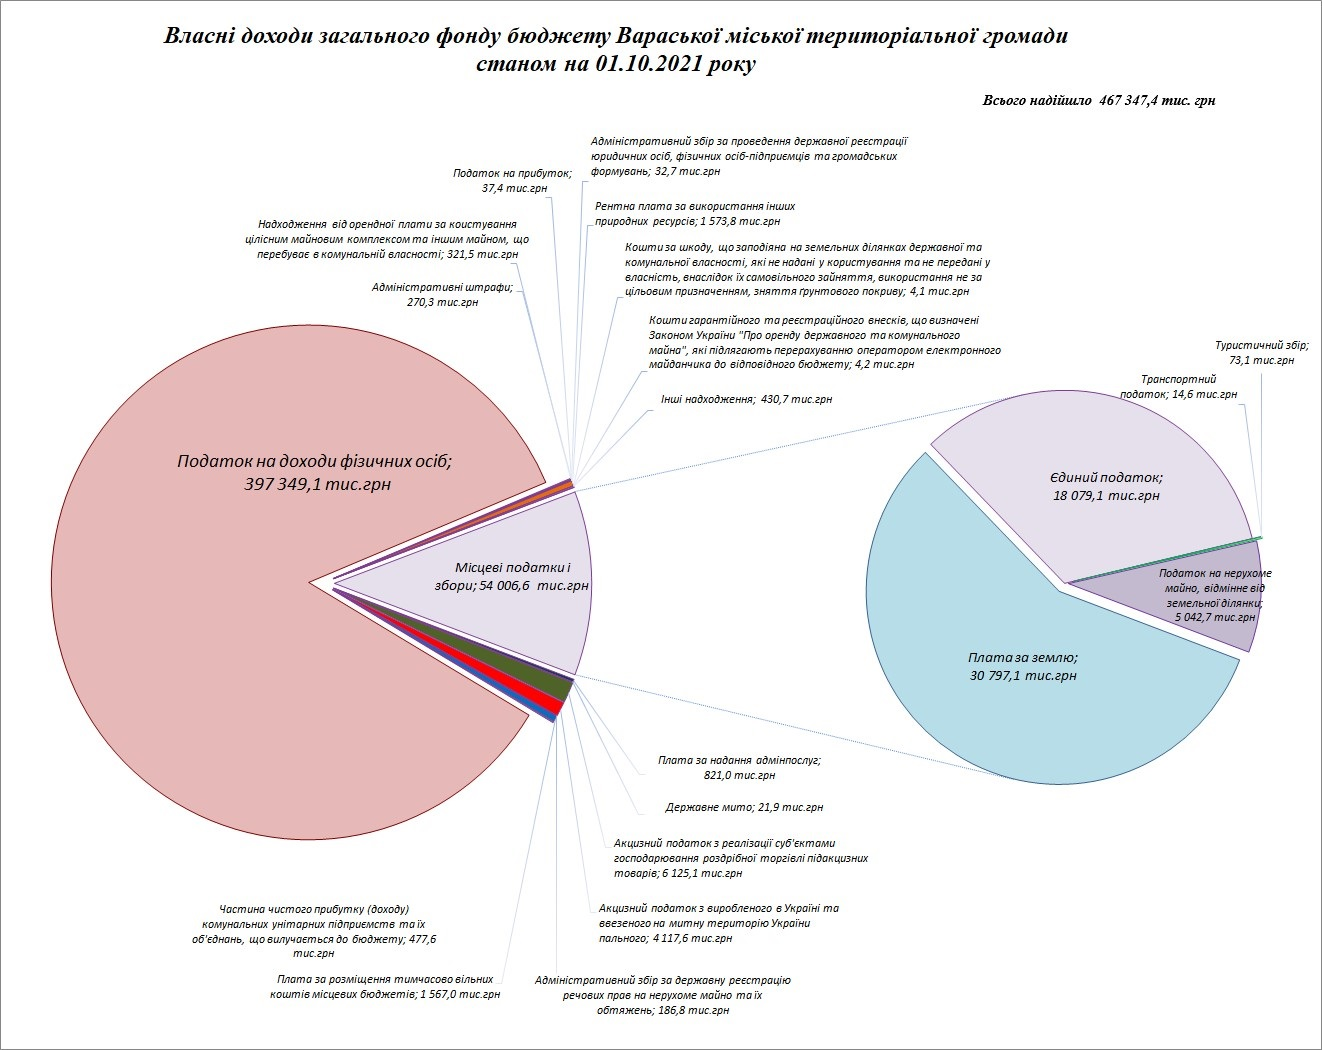 Власні доходи загального фонду бюджету Вараської міської територіальної громади
станом на 01.10.2021 року
Всього надійшло 467 347,4 тис. грн
Адміністративний збір за проведення державної реєстрації
юридичних осіб, фізичних осіб-підприємців та громадських
формувань; 32,7 тис.грн
Податок на прибуток;
37,4 тис.грн
Рентна плата за використання інших
природних ресурсів; 1 573,8 тис.грн
Надходження від орендної плати за коистування
цілісним майновим комплексом та іншим майном, що
перебуває в комунальній власності; 321,5 тис.грн
Кошти за шкоду, що заподіяна на земельних ділянках державної та
комунальної власності, які не надані у користування та не передані у
власність, внаслідок їх самовільного зайняття, використання не за
цільовим призначенням, зняття ґрунтового покриву; 4,1 тис.грн
Адміністративні штрафи;
270,3 тис.грн
Кошти гарантійного та реєстраційного внесків, що визначені
Законом України "Про оренду державного та комунального
майна", які підлягають перерахуванню оператором електронного
майданчика до відповідного бюджету; 4,2 тис.грн
Інші надходження; 430,7 тис.грн
Туристичний збір;
73,1 тис.грн
Транспортний
податок; 14,6 тис.грн
Податок на доходи фізичних осіб;
397 349,1 тис.грн
Єдиний податок;
18 079,1 тис.грн
Місцеві податки і
збори; 54 006,6 тис.грн
Податок на нерухоме
майно, відмінне від
земельної ділянки;
5 042,7 тис.грн
Плата за землю;
30 797,1 тис.грн
Плата за надання адмінпослуг;
821,0 тис.грн
Державне мито; 21,9 тис.грн
Акцизний податок з реалізації суб'єктами
господарювання роздрібної торгівлі підакцизних
товарів; 6 125,1 тис.грн
Акцизний податок з виробленого в Україні та
ввезеного на митну територію України
пального; 4 117,6 тис.грн
Частина чистого прибутку (доходу)
комунальних унітарних підприємств та їх
об'єднань, що вилучається до бюджету; 477,6
тис.грн
Плата за розміщення тимчасово вільних
коштів місцевих бюджетів; 1 567,0 тис.грн
Адміністративний збір за державну реєстрацію
речових прав на нерухоме майно та їх
обтяжень; 186,8 тис.грн